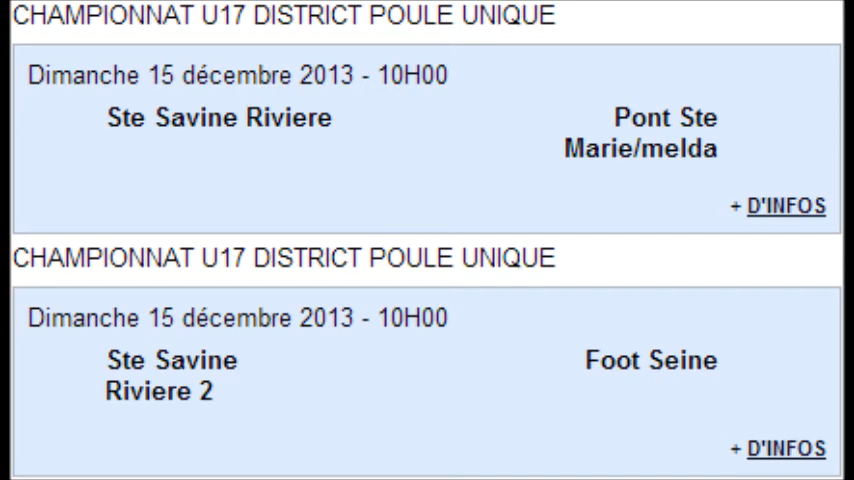 CHAMPIONNAT U17 DISTRICT POULE UNIQUE
Dimanche 15 décembre 2013 - 10H00
Ste Savine Riviere Pont Ste
Marie/melda
+ D'INFOS
CHAMPIONNAT U17 DISTRICT POULE UNIQUE
Dimanche 15 décembre 2013 - 10H00
Ste Savine Foot Seine
Riviere 2
+ D'INFOS